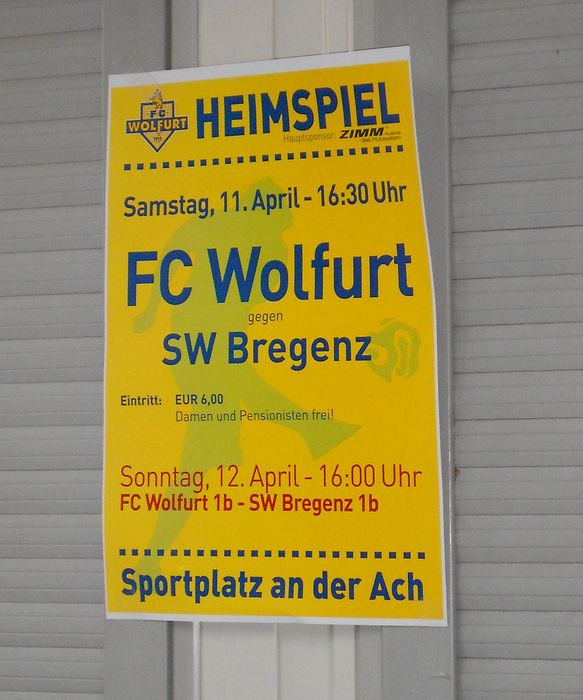 FC
WOLFURT
HEIMSPIEL
Hauptsponsor: ZIMM
Samstag, 11. April - 16:30 Uhr
FC Wolfurt
gegen
SW Bregenz
Eintritt: EUR 6,00
Damen und Pensionisten frei!
Sonntag, 12. April - 16:00 Uhr
FC Wolfurt 1b - SW Bregenz 1b
Sportplatz an der Ach